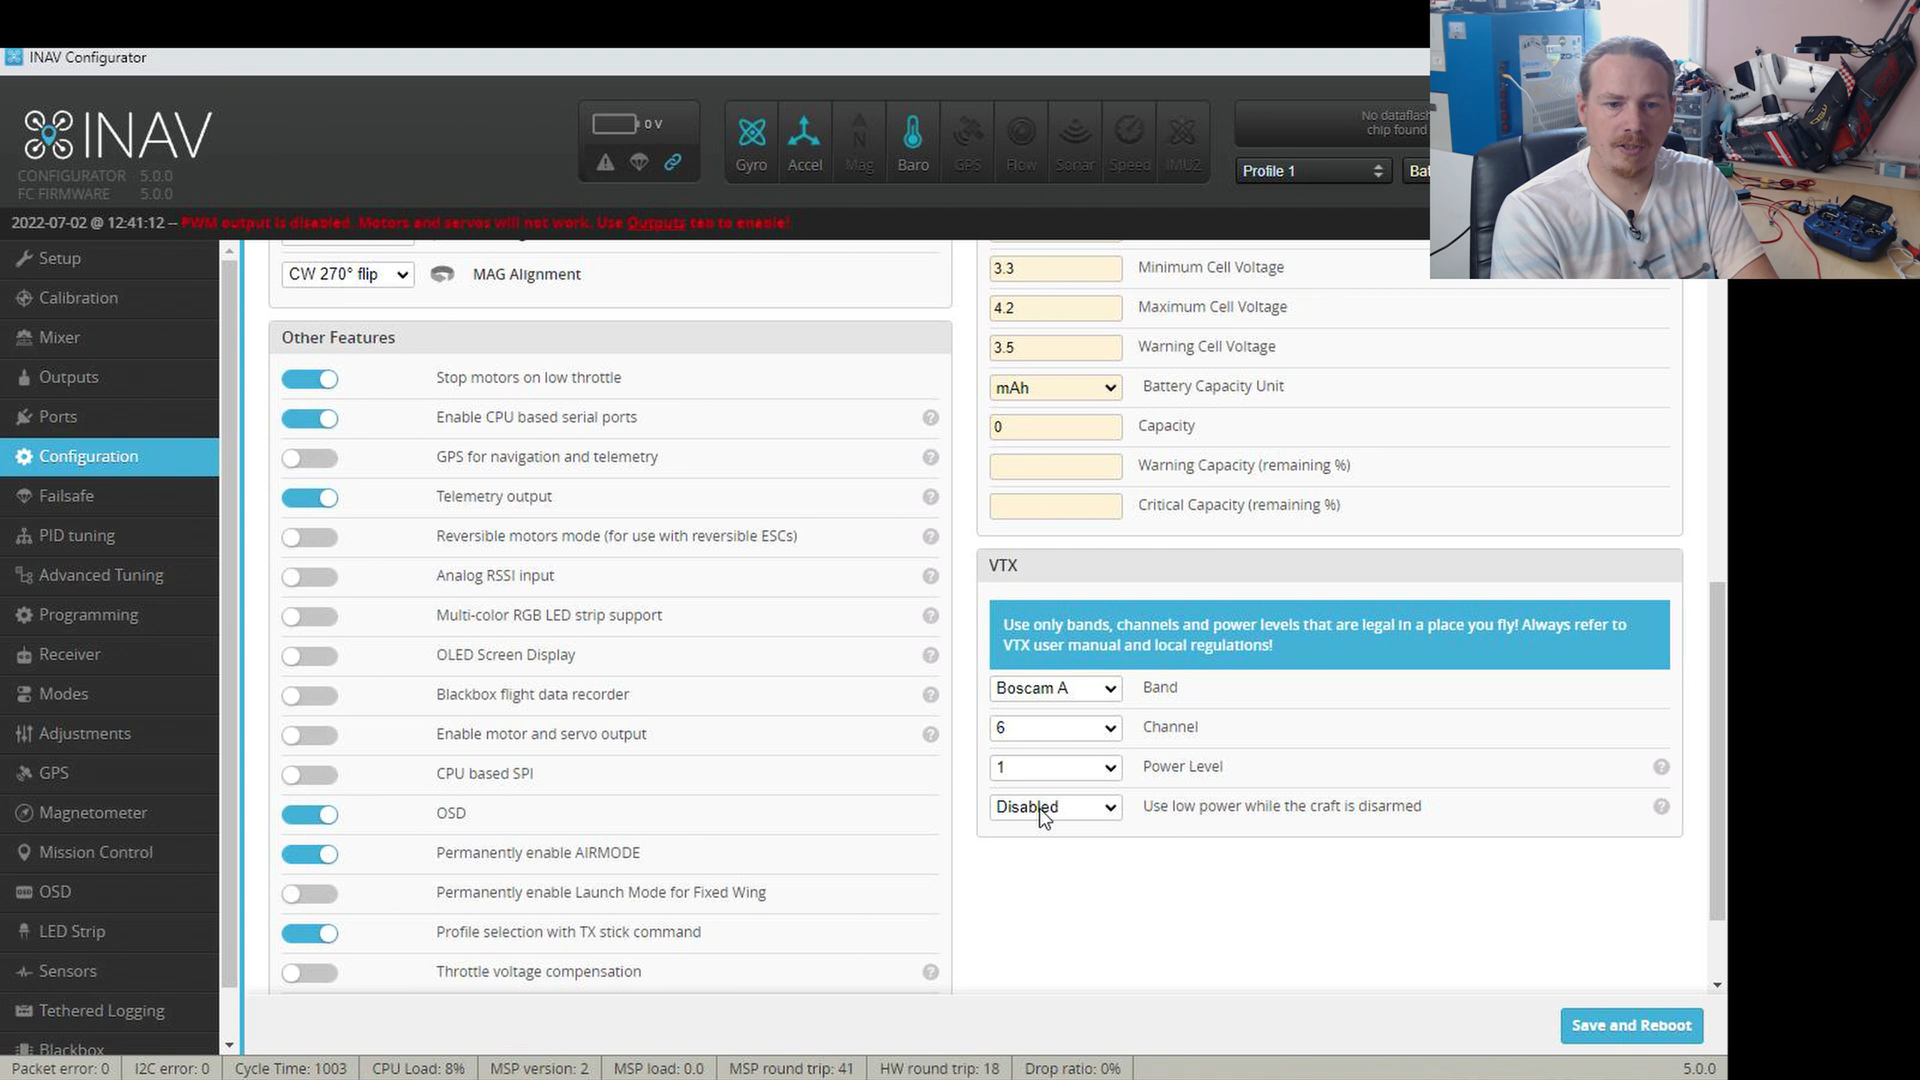 INAV Configurator
INAV
CONFIGURATOR 5.0.0
FC FIRMWARE 5.0.0
0 V
Gyro
Accel
Mag
Baro
GPS
Flow
Sonar
Speed
IMU2
No dataflash
chip found
Profile 1
Bat
2022-07-02 @ 12:41:12 -- PWM output is disabled. Motors and servos will not work. Use Outputs tab to enable!
Setup
Calibration
Mixer
Outputs
Ports
Configuration
Failsafe
PID tuning
Advanced Tuning
Programming
Receiver
Modes
Adjustments
GPS
Magnetometer
Mission Control
OSD
LED Strip
Sensors
Tethered Logging
Blackbox
CW 270° flip
MAG Alignment
Other Features
Stop motors on low throttle
Enable CPU based serial ports
GPS for navigation and telemetry
Telemetry output
Reversible motors mode (for use with reversible ESCs)
Analog RSSI input
Multi-color RGB LED strip support
OLED Screen Display
Blackbox flight data recorder
Enable motor and servo output
CPU based SPI
OSD
Permanently enable AIRMODE
Permanently enable Launch Mode for Fixed Wing
Profile selection with TX stick command
Throttle voltage compensation
3.3 Minimum Cell Voltage
4.2 Maximum Cell Voltage
3.5 Warning Cell Voltage
mAh Battery Capacity Unit
0 Capacity
Warning Capacity (remaining %)
Critical Capacity (remaining %)
VTX
Use only bands, channels and power levels that are legal in a place you fly! Always refer to
VTX user manual and local regulations!
Boscam A Band
6 Channel
1 Power Level
Disabled Use low power while the craft is disarmed
Save and Reboot
Packet error: 0
I2C error: 0
Cycle Time: 1003
CPU Load: 8%
MSP version: 2
MSP load: 0.0
MSP round trip: 41
HW round trip: 18
Drop ratio: 0%
5.0.0